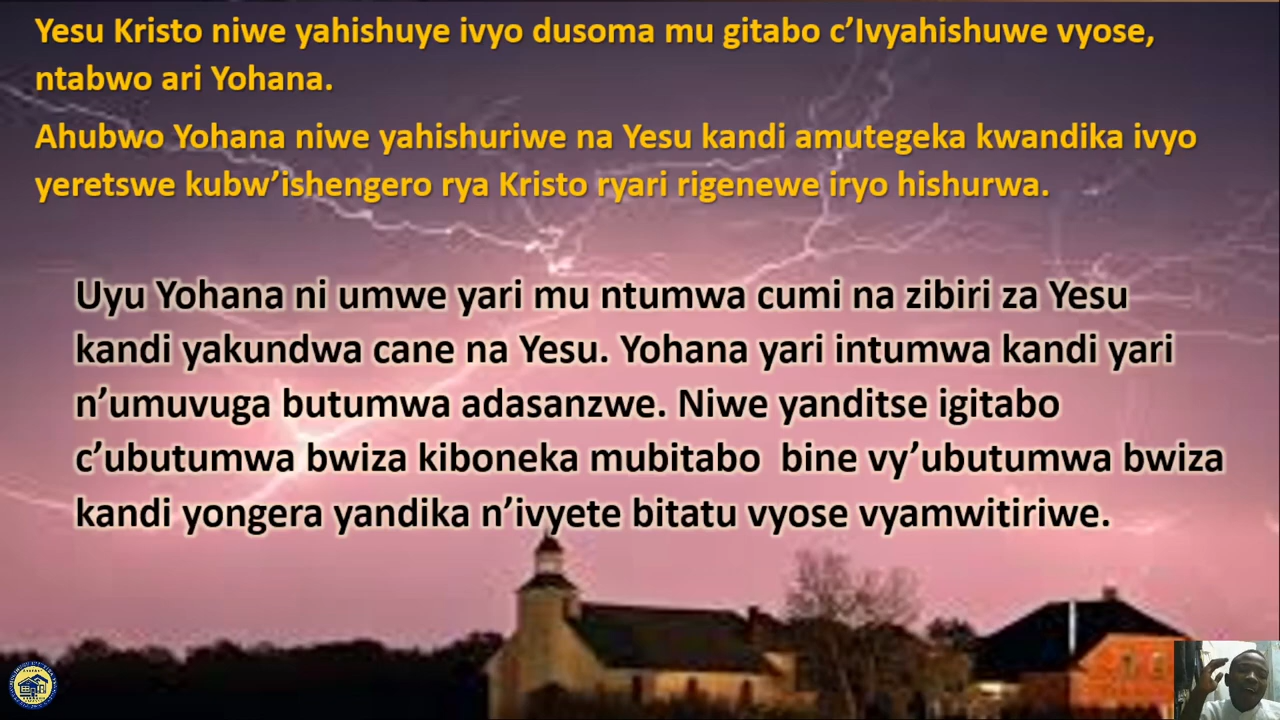 Yesu Kristo niwe yahishuye ivyo dusoma mu gitabo c’Ivyahishuwe vyose,
ntabwo ari Yohana.
Ahubwo Yohana niwe yahishuriwe na Yesu kandi amutegeka kwandika ivyo
yeretswe kubw’ishengero rya Kristo ryari rigenewe iryo hishurwa.
Uyu Yohana ni umwe yari mu ntumwa cumi na zibiri za Yesu
kandi yakundwa cane na Yesu. Yohana yari intumwa kandi yari
n’umuvuga butumwa adasanzwe. Niwe yanditse igitabo
c’ubutumwa bwiza kiboneka mubitabo  bine vy’ubutumwa bwiza
kandi yongera yandika n’ivyete bitatu vyose vyamwitiriwe.